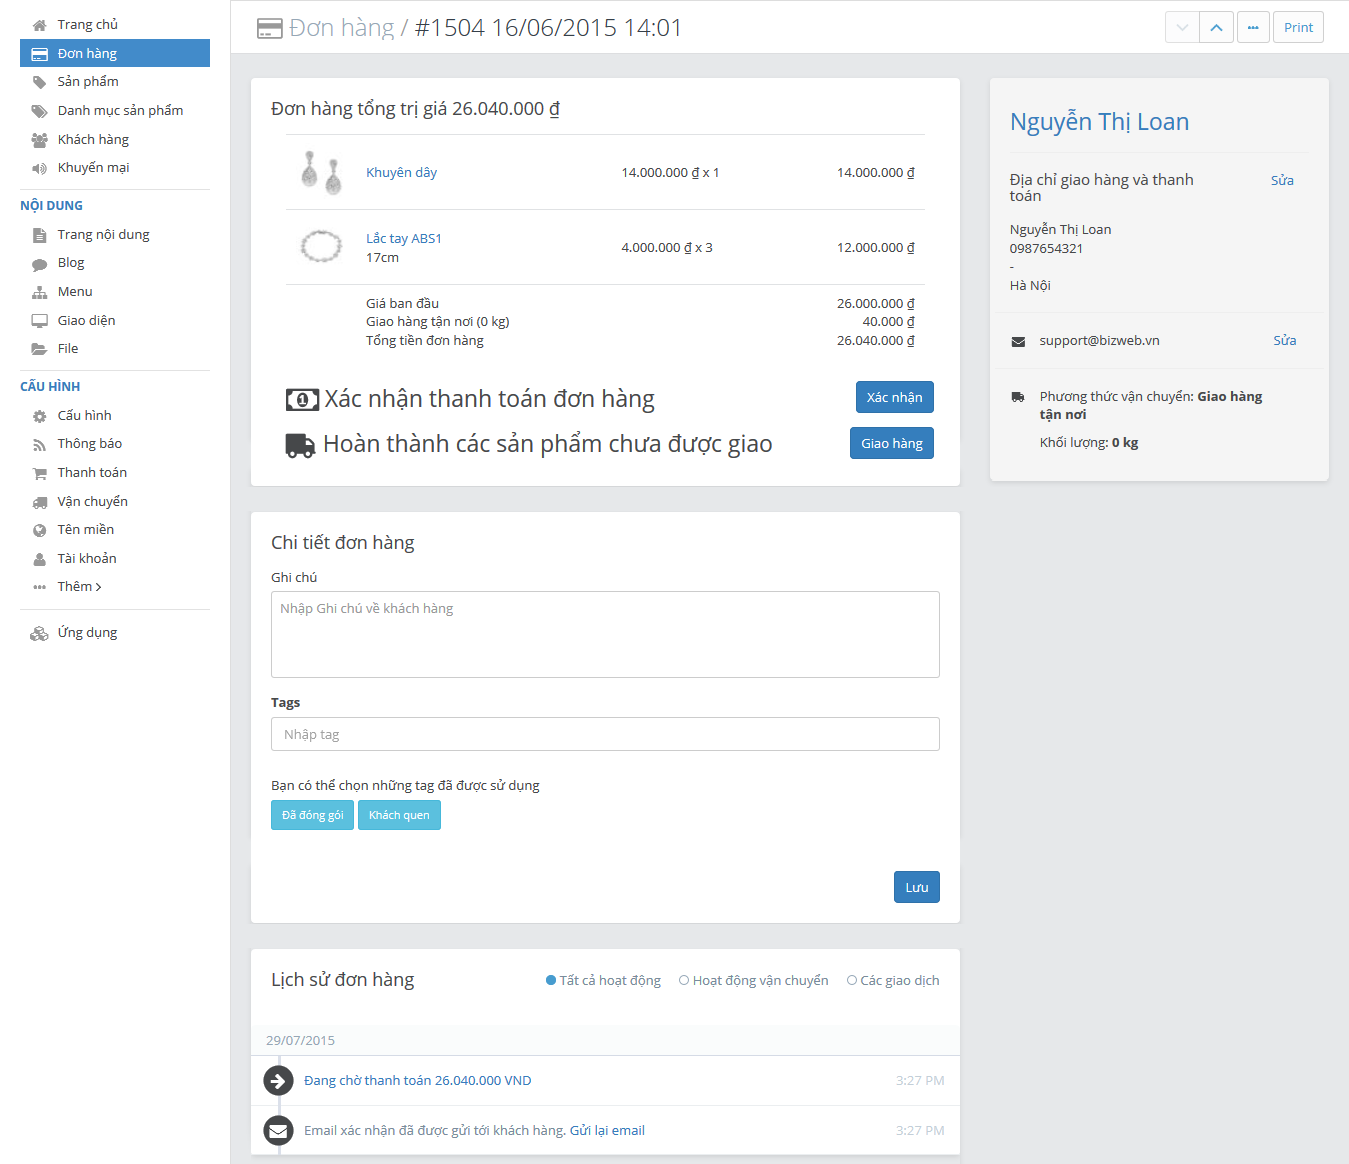 Trang chủ
Đơn hàng
Sản phẩm
Danh mục sản phẩm
Khách hàng
Khuyến mại
NỘI DUNG
Trang nội dung
Blog
Menu
Giao diện
File
CẤU HÌNH
Cấu hình
Thông báo
Thanh toán
Vận chuyển
Tên miền
Tài khoản
Thêm
Ứng dụng
Đơn hàng / #1504 16/06/2015 14:01
Print
Đơn hàng tổng trị giá 26.040.000 ₫
Khuyên dây 14.000.000 ₫ x 1 14.000.000 ₫
Lắc tay ABS1
17cm
4.000.000 ₫ x 3 12.000.000 ₫
Giá ban đầu 26.000.000 ₫
Giao hàng tận nơi (0 kg) 40.000 ₫
Tổng tiền đơn hàng 26.040.000 ₫
Xác nhận thanh toán đơn hàng Xác nhận
Hoàn thành các sản phẩm chưa được giao Giao hàng
Chi tiết đơn hàng
Ghi chú
Nhập Ghi chú về khách hàng
Tags
Nhập tag
Bạn có thể chọn những tag đã được sử dụng
Đã đóng gói Khách quen
Lưu
Lịch sử đơn hàng Tất cả hoạt động Hoạt động vận chuyển Các giao dịch
29/07/2015
Đang chờ thanh toán 26.040.000 VND 3:27 PM
Email xác nhận đã được gửi tới khách hàng. Gửi lại email 3:27 PM
Nguyễn Thị Loan
Địa chỉ giao hàng và thanh
toán
Sửa
Nguyễn Thị Loan
0987654321
-
Hà Nội
support@bizweb.vn Sửa
Phương thức vận chuyển: Giao hàng
tận nơi
Khối lượng: 0 kg